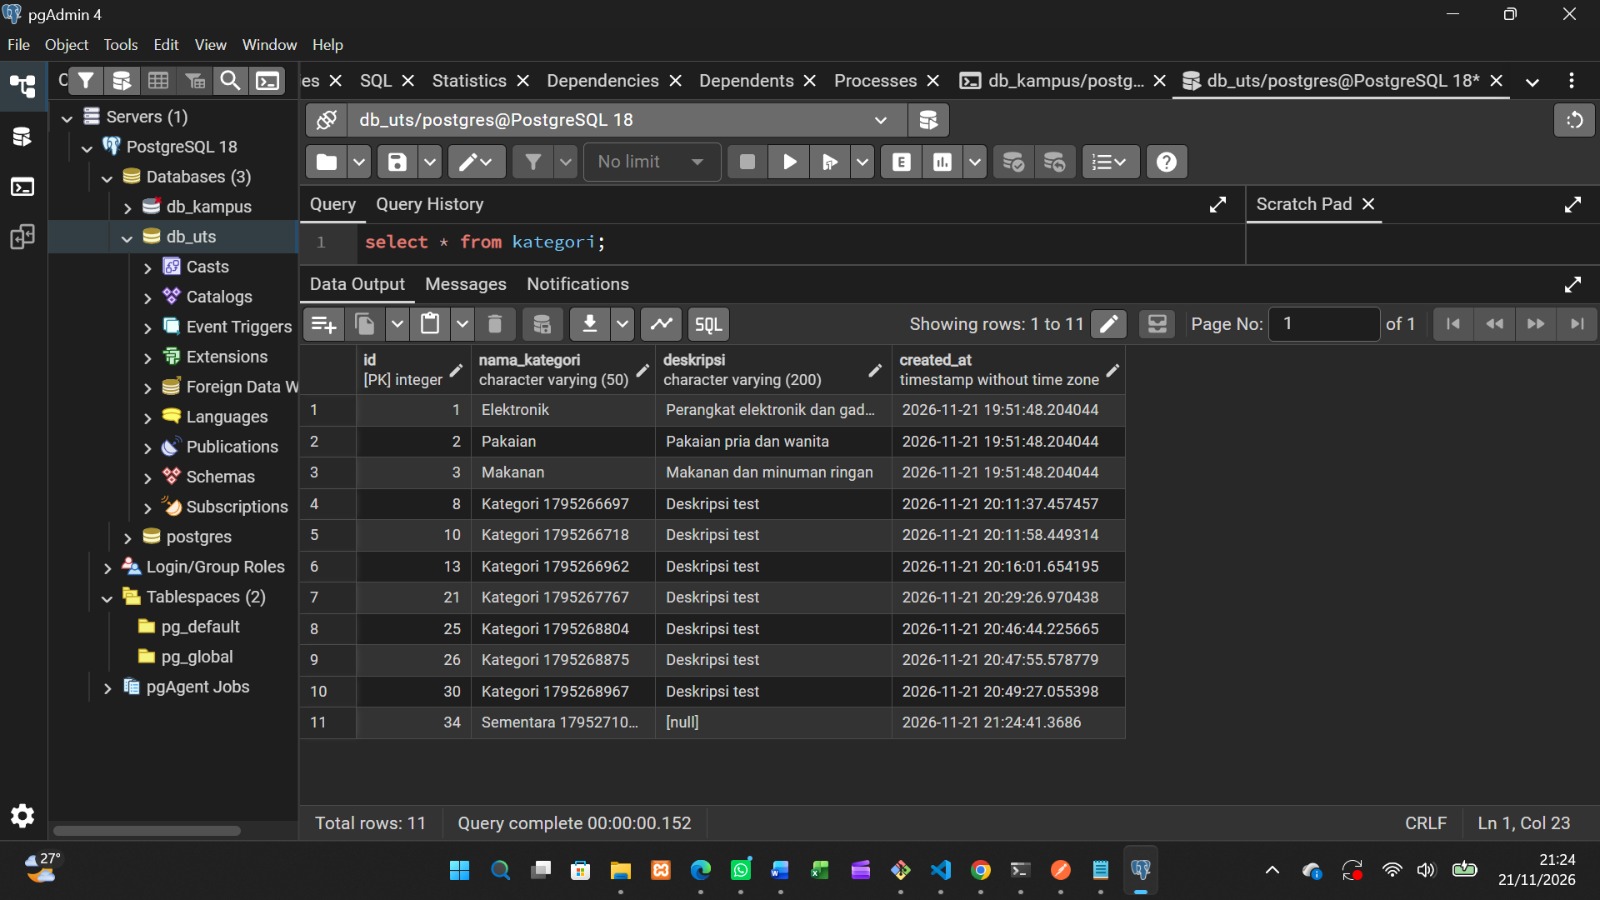 pgAdmin 4
File Object Tools Edit View Window Help
es SQL Statistics Dependencies Dependents Processes db_kampus/postg... db_uts/postgres@PostgreSQL 18*
Servers (1)
PostgreSQL 18
Databases (3)
db_kampus
db_uts
Casts
Catalogs
Event Triggers
Extensions
Foreign Data W
Languages
Publications
Schemas
Subscriptions
postgres
Login/Group Roles
Tablespaces (2)
pg_default
pg_global
pgAgent Jobs
db_uts/postgres@PostgreSQL 18
No limit
E
Query Query History
Scratch Pad
1 select * from kategori;
Data Output Messages Notifications
SQL Showing rows: 1 to 11 Page No: 1 of 1
id nama_kategori deskripsi created_at
[PK] integer character varying (50) character varying (200) timestamp without time zone
1 1 Elektronik Perangkat elektronik dan gad... 2026-11-21 19:51:48.204044
2 2 Pakaian Pakaian pria dan wanita 2026-11-21 19:51:48.204044
3 3 Makanan Makanan dan minuman ringan 2026-11-21 19:51:48.204044
4 8 Kategori 1795266697 Deskripsi test 2026-11-21 20:11:37.457457
5 10 Kategori 1795266718 Deskripsi test 2026-11-21 20:11:58.449314
6 13 Kategori 1795266962 Deskripsi test 2026-11-21 20:16:01.654195
7 21 Kategori 1795267767 Deskripsi test 2026-11-21 20:29:26.970438
8 25 Kategori 1795268804 Deskripsi test 2026-11-21 20:46:44.225665
9 26 Kategori 1795268875 Deskripsi test 2026-11-21 20:47:55.578779
10 30 Kategori 1795268967 Deskripsi test 2026-11-21 20:49:27.055398
11 34 Sementara 17952710... [null] 2026-11-21 21:24:41.3686
Total rows: 11 Query complete 00:00:00.152 CRLF Ln 1, Col 23
27°
21:24
21/11/2026